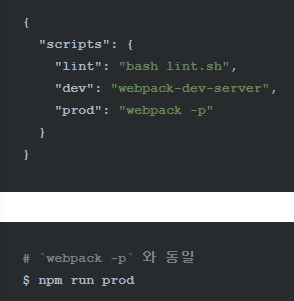 {
"scripts": {
"lint": "bash lint.sh",
"dev": "webpack-dev-server",
"prod": "webpack -p"
}
}
# `webpack -p` 와 동일
$ npm run prod